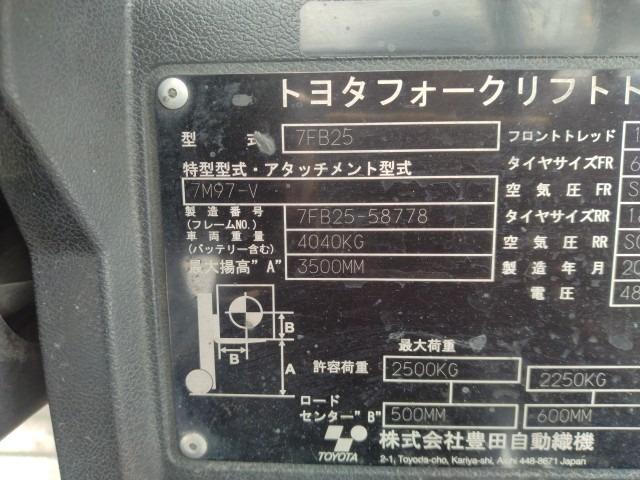 トヨタフォークリフト
型 式 7FB25 フロントトレッド
特型型式・アタッチメント型式 タイヤサイズFR 6
7M97-V 空気圧 FR S
製造番号 (フレームNO.) 7FB25-58778 タイヤサイズRR
車両重量 (バッテリー含む) 4040KG 空気圧 RR
最大揚高"A" 3500MM 製造年月 20
電圧 48
B
B
A
最大荷重
許容荷重 2500KG 2250KG
ロード
センター"B" 500MM 600MM
TOYOTA 株式会社豊田自動織機
2-1, Toyoda-cho, Kariya-shi, Aichi 448-8671 Japan